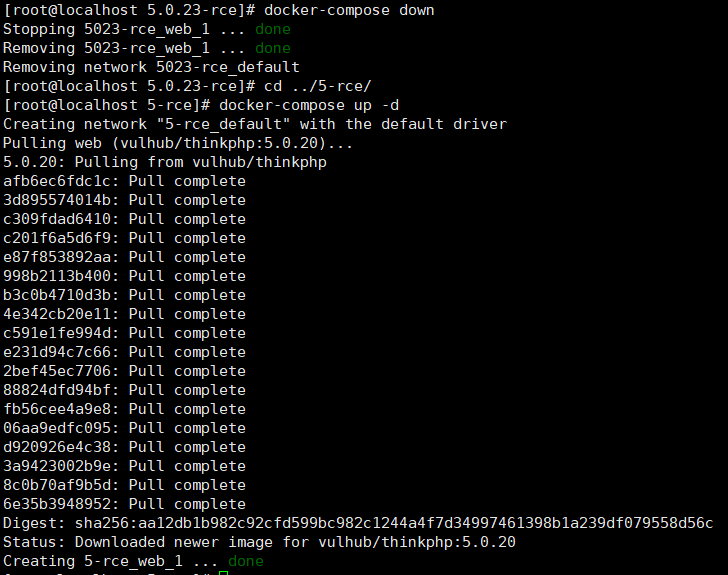 [root@localhost 5.0.23-rce]# docker-compose down
Stopping 5023-rce_web_1 ... done
Removing 5023-rce_web_1 ... done
Removing network 5023-rce_default
[root@localhost 5.0.23-rce]# cd ../5-rce/
[root@localhost 5-rce]# docker-compose up -d
Creating network "5-rce_default" with the default driver
Pulling web (vulhub/thinkphp:5.0.20)...
5.0.20: Pulling from vulhub/thinkphp
afb6ec6fdc1c: Pull complete
3d895574014b: Pull complete
c309fdad6410: Pull complete
c201f6a5d6f9: Pull complete
e87f853892aa: Pull complete
998b2113b400: Pull complete
b3c0b4710d3b: Pull complete
4e342cb20e11: Pull complete
c591e1fe994d: Pull complete
e231d94c7c66: Pull complete
2bef45ec7706: Pull complete
88824dfd94bf: Pull complete
fb56cee4a9e8: Pull complete
06aa9edfc095: Pull complete
d920926e4c38: Pull complete
3a9423002b9e: Pull complete
8c0b70af9b5d: Pull complete
6e35b3948952: Pull complete
Digest: sha256:aa12db1b982c92cfd599bc982c1244a4f7d34997461398b1a239df079558d56c
Status: Downloaded newer image for vulhub/thinkphp:5.0.20
Creating 5-rce_web_1 ... done